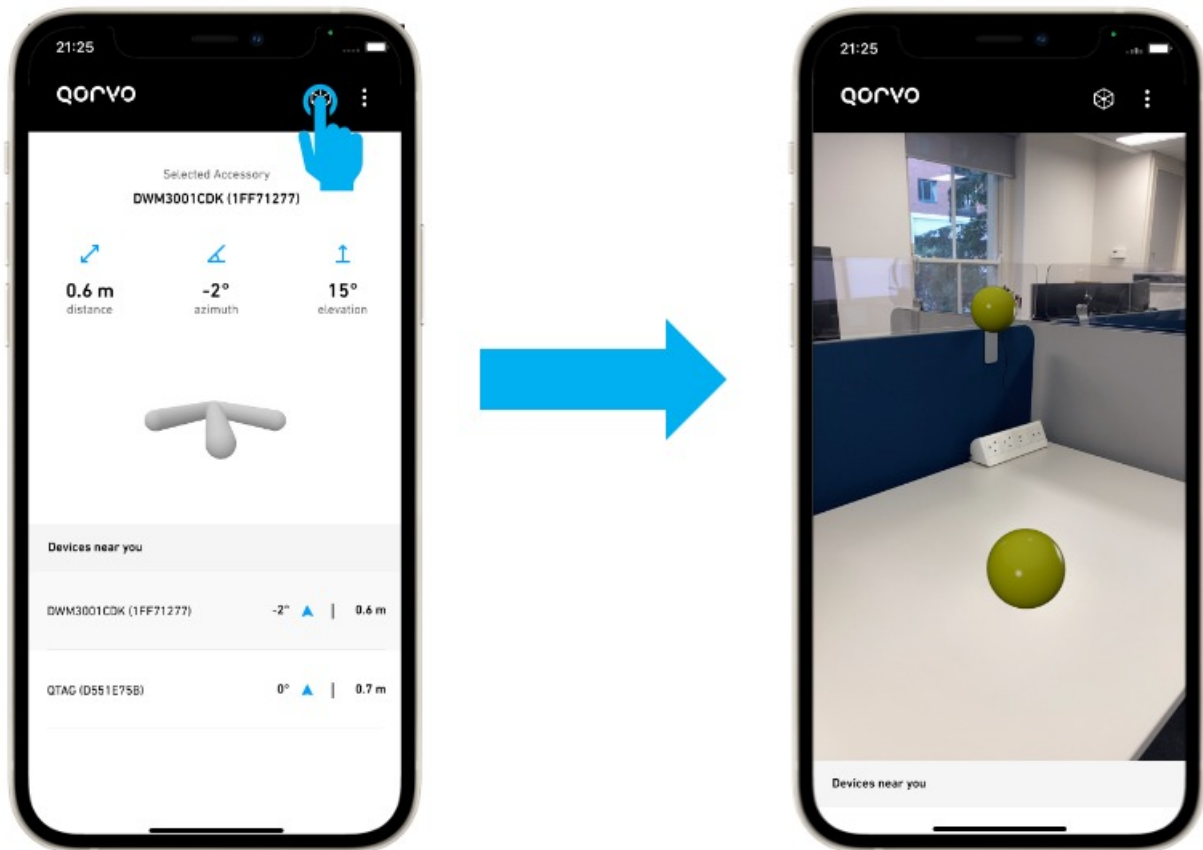 21:25
QORVO
Selected Accessory
DWM3001CDK (1FF71277)
0.6 m
distance
-2°
azimuth
15°
elevation
Devices near you
DWM3001CDK (1FF71277)
-2°
|
0.6 m
QTAG (D551E75B)
0°
|
0.7 m
21:25
QORVO
Devices near you